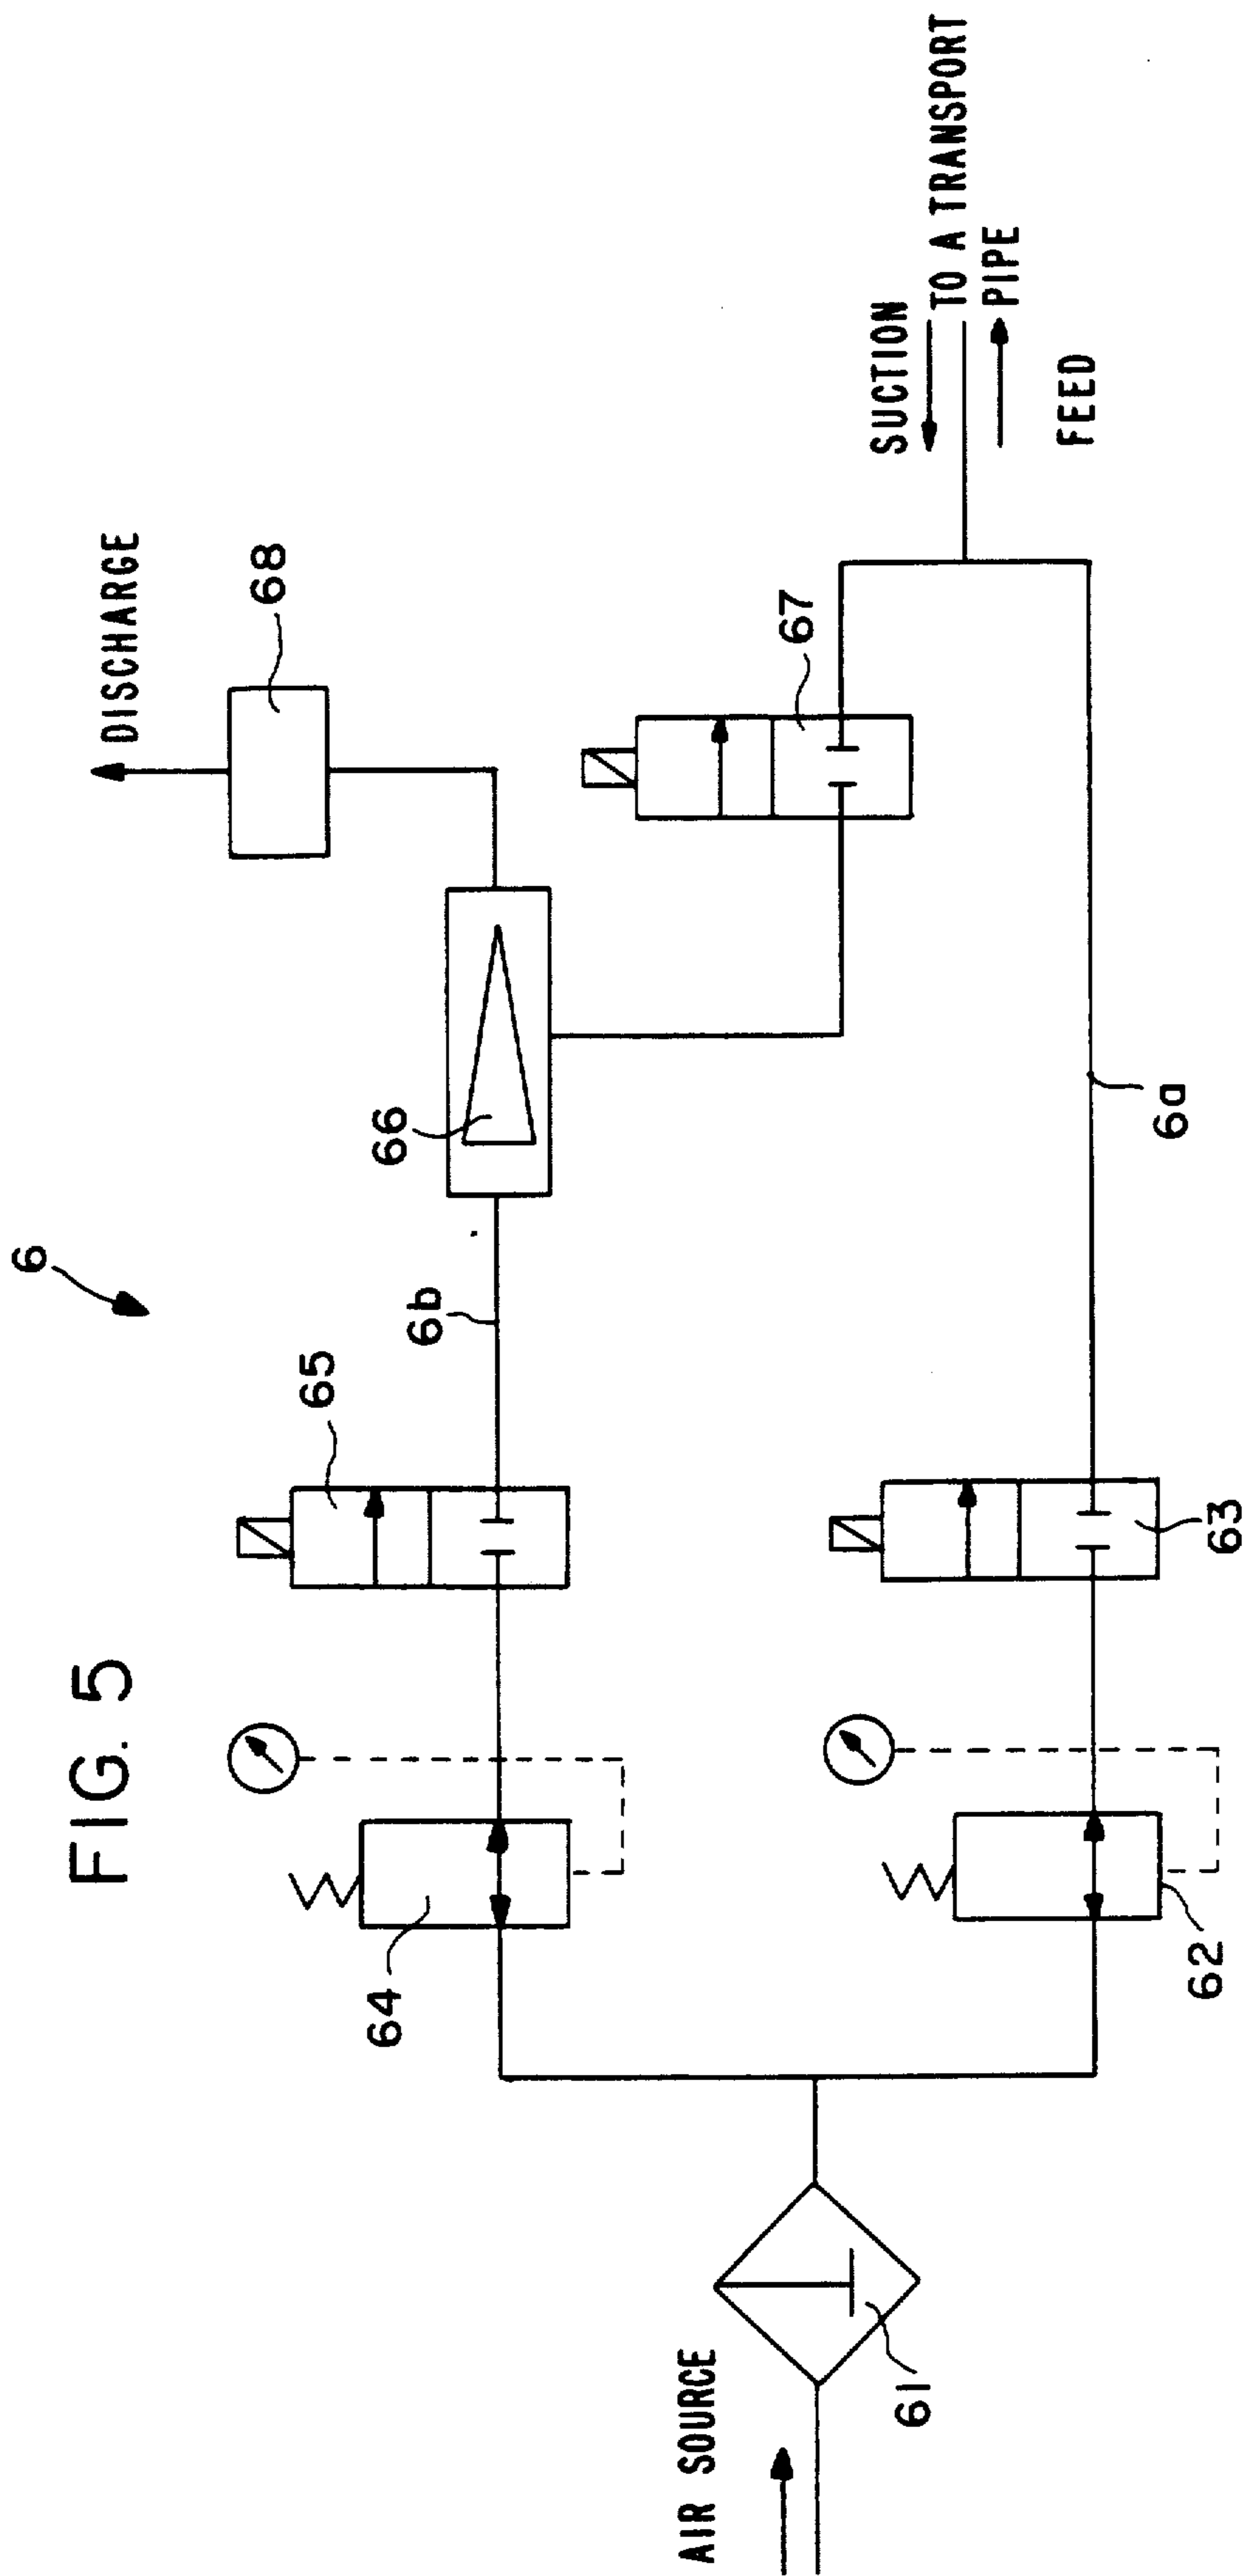 FIG. 5
6
DISCHARGE
68
65
6b
66
67
64
SUCTION
TO A TRANSPORT
PIPE
FEED
AIR SOURCE
61
62
63
6a